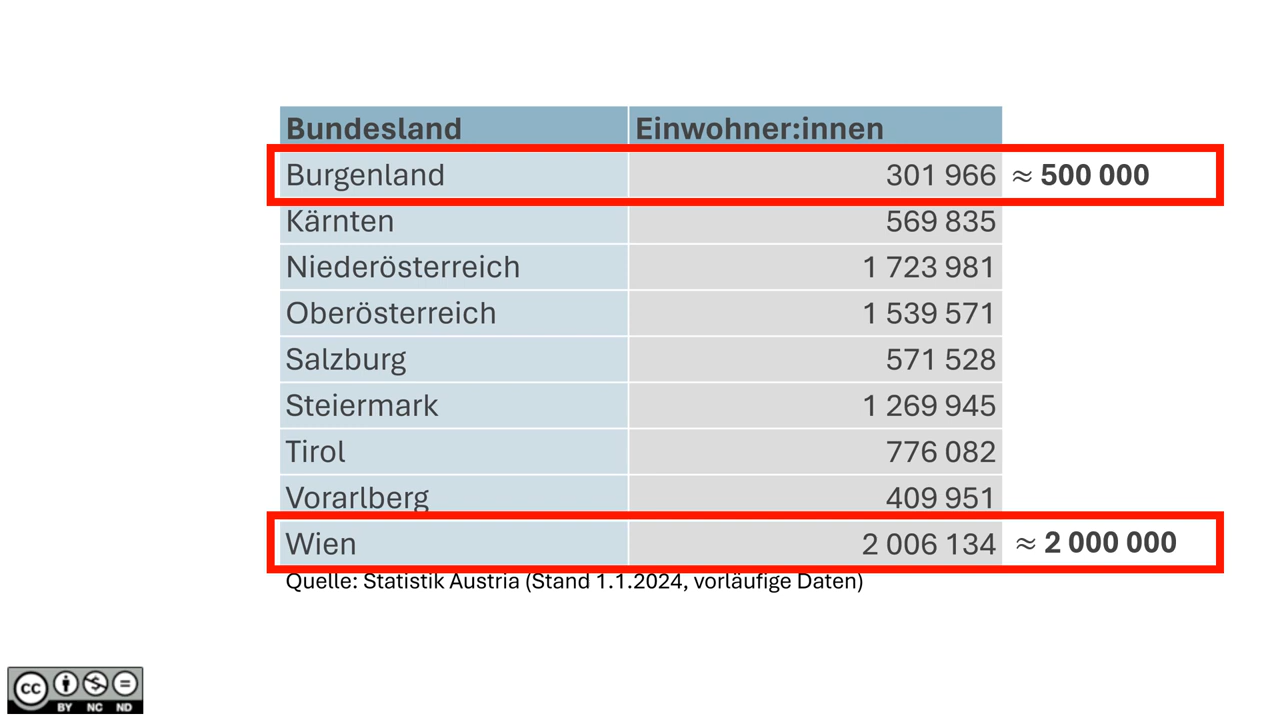 Bundesland Einwohner:innen
Burgenland 301 966 ≈ 500 000
Kärnten 569 835
Niederösterreich 1 723 981
Oberösterreich 1 539 571
Salzburg 571 528
Steiermark 1 269 945
Tirol 776 082
Vorarlberg 409 951
Wien 2 006 134 ≈ 2 000 000
Quelle: Statistik Austria (Stand 1.1.2024, vorläufige Daten)
cc
BY NC ND